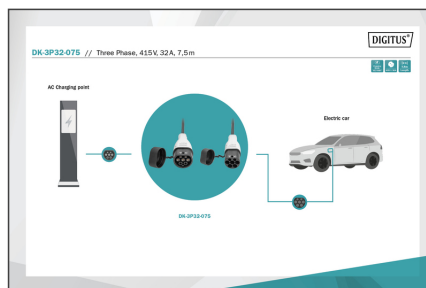 DIGITUS®
DK-3P32-075 // Three Phase, 415V, 32A, 7,5m
AC Charging point
Electric car
DK-3P32-075